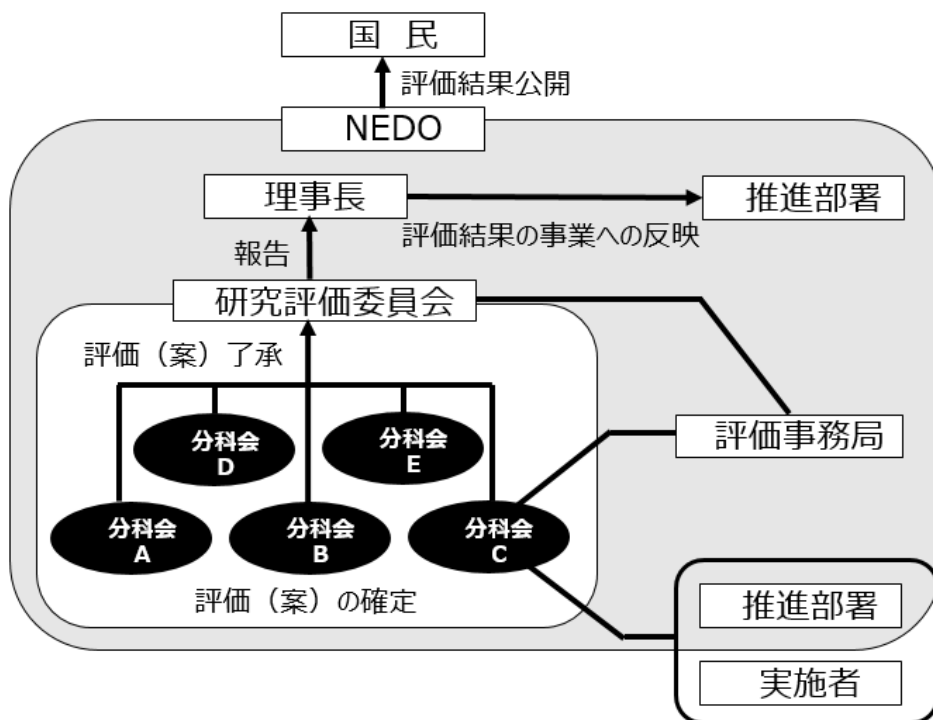 国 民
評価結果公開
NEDO
理事長
推進部署
評価結果の事業への反映
報告
研究評価委員会
評価（案）了承
分科会
D
分科会
E
評価事務局
分科会
A
分科会
B
分科会
C
評価（案）の確定
推進部署
実施者